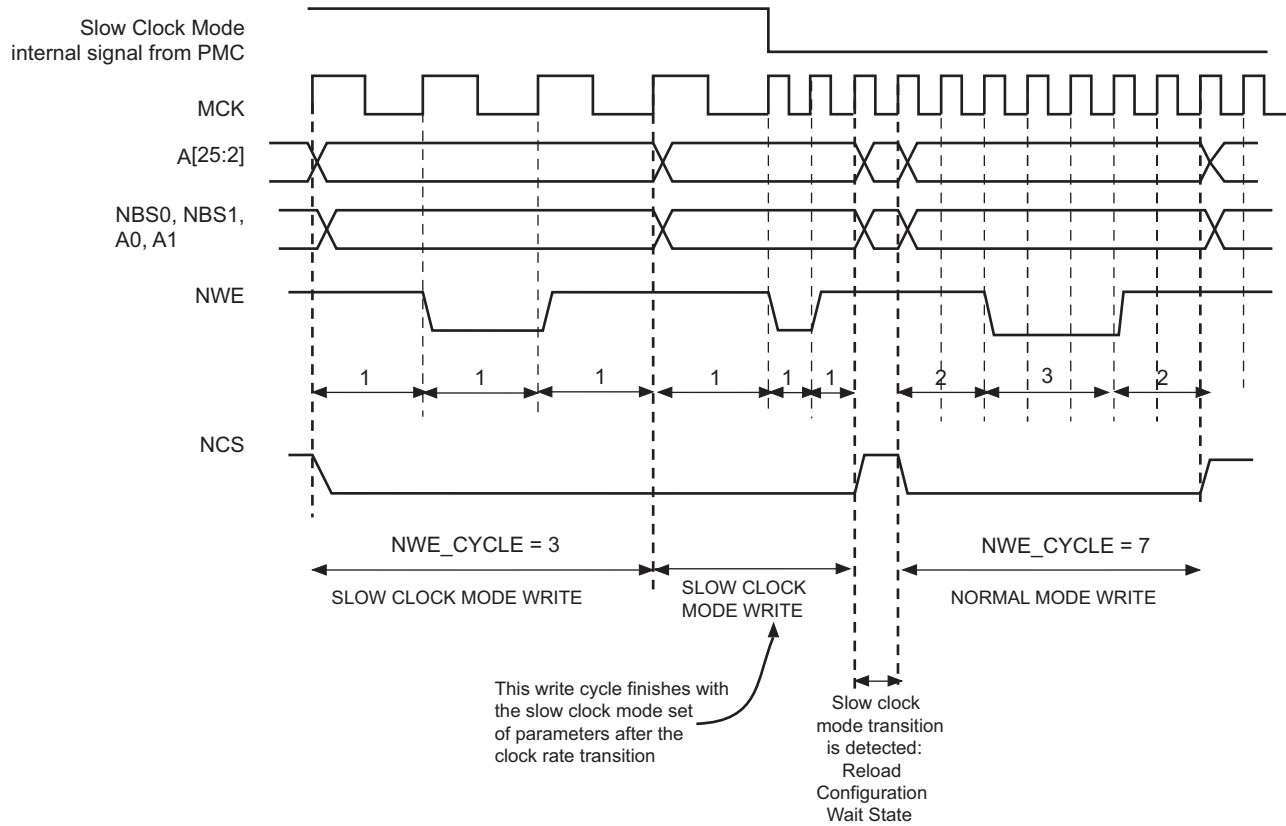 Slow Clock Mode
internal signal from PMC
MCK
A[25:2]
NBS0, NBS1,
A0, A1
NWE
1 1 1 1 1 1 2 3 2
NCS
NWE_CYCLE = 3
NWE_CYCLE = 7
SLOW CLOCK MODE WRITE
SLOW CLOCK
MODE WRITE
NORMAL MODE WRITE
This write cycle finishes with
the slow clock mode set
of parameters after the
clock rate transition
Slow clock
mode transition
is detected:
Reload
Configuration
Wait State